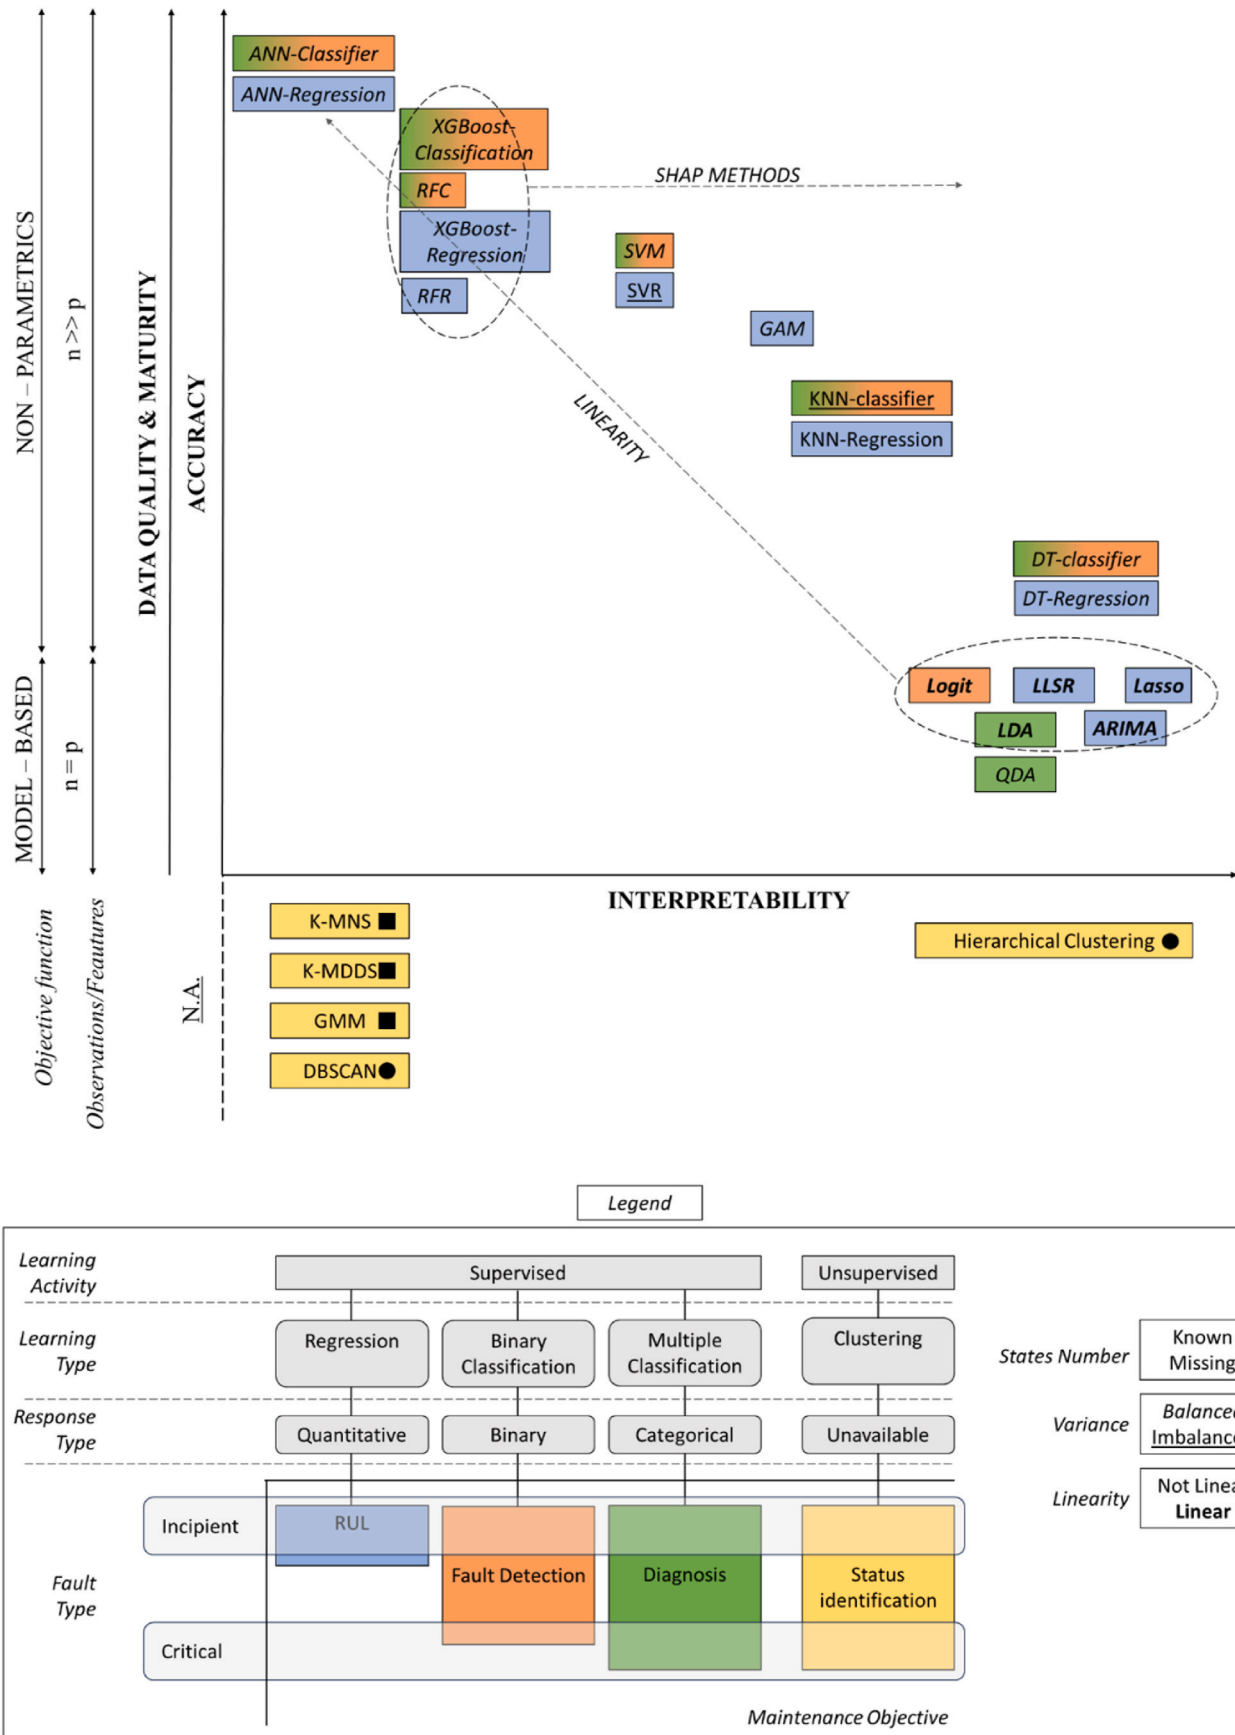 ANN-Classifier
ANN-Regression
XGBoost-
Classification
RFC
XGBoost-
Regression
RFR
SHAP METHODS
SVM
SVR
GAM
KNN-classifier
KNN-Regression
LINEARITY
DT-classifier
DT-Regression
Logit
LLSR
Lasso
LDA
ARIMA
QDA
NON – PARAMETRICS
MODEL – BASED
n >> p
n = p
DATA QUALITY & MATURITY
ACCURACY
INTERPRETABILITY
Objective function
Observations/Feautures
N.A.
K-MNS
K-MDDS
GMM
DBSCAN
Hierarchical Clustering
Legend
Learning
Activity
Supervised
Unsupervised
Learning
Type
Regression
Binary
Classification
Multiple
Classification
Clustering
States Number
Known
Missing
Response
Type
Quantitative
Binary
Categorical
Unavailable
Variance
Balanced
Imbalance
Linearity
Not Linea
Linear
Fault
Type
Incipient
RUL
Fault Detection
Diagnosis
Status
identification
Critical
Maintenance Objective